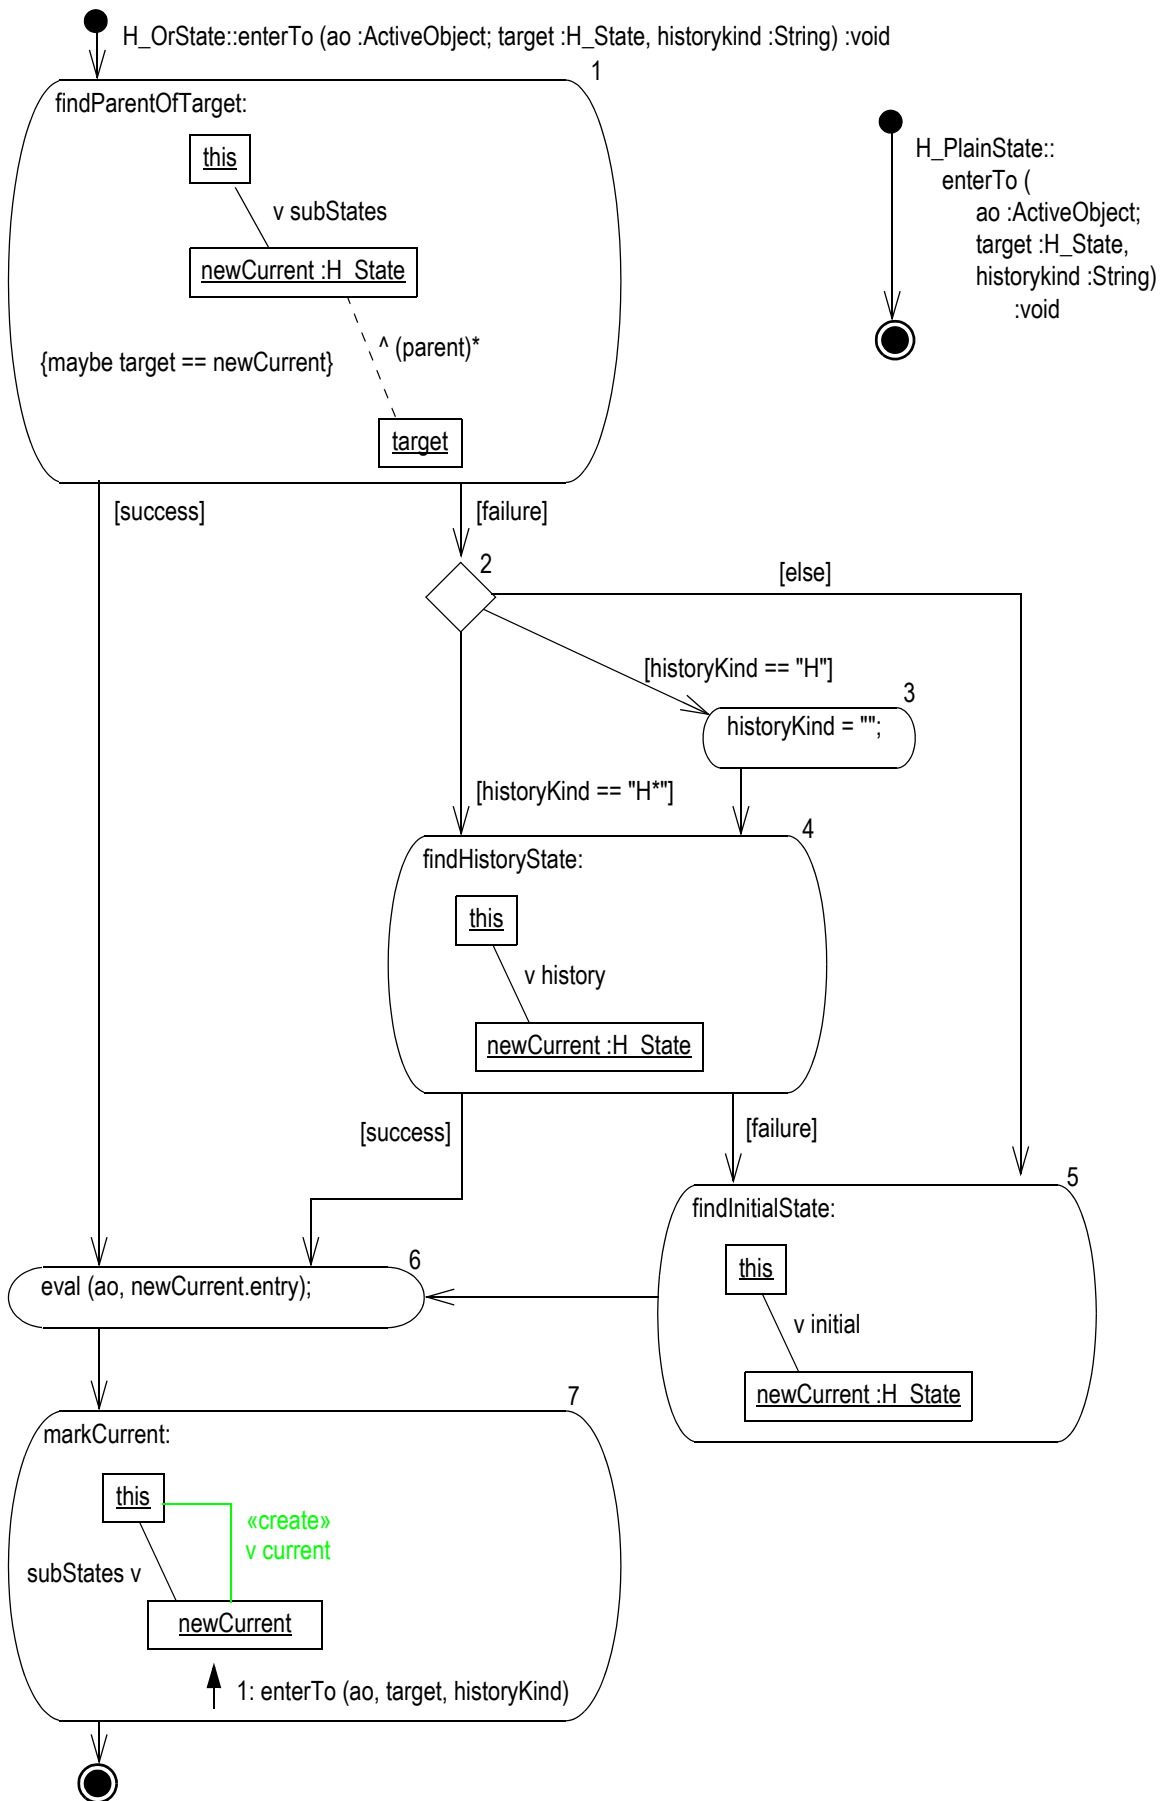 H_OrState::enterTo (ao :ActiveObject; target :H_State, historykind :String) :void
1
findParentOfTarget:
this
v subStates
newCurrent :H_State
^ (parent)*
{maybe target == newCurrent}
target
H_PlainState::
enterTo (
ao :ActiveObject;
target :H_State,
historykind :String)
:void
[success]
[failure]
2
[else]
[historyKind == "H"]
3
historyKind = "";
[historyKind == "H*"]
4
findHistoryState:
this
v history
newCurrent :H_State
[success]
[failure]
5
findInitialState:
this
v initial
newCurrent :H_State
6
eval (ao, newCurrent.entry);
7
markCurrent:
this
«create»
v current
subStates v
newCurrent
1: enterTo (ao, target, historyKind)